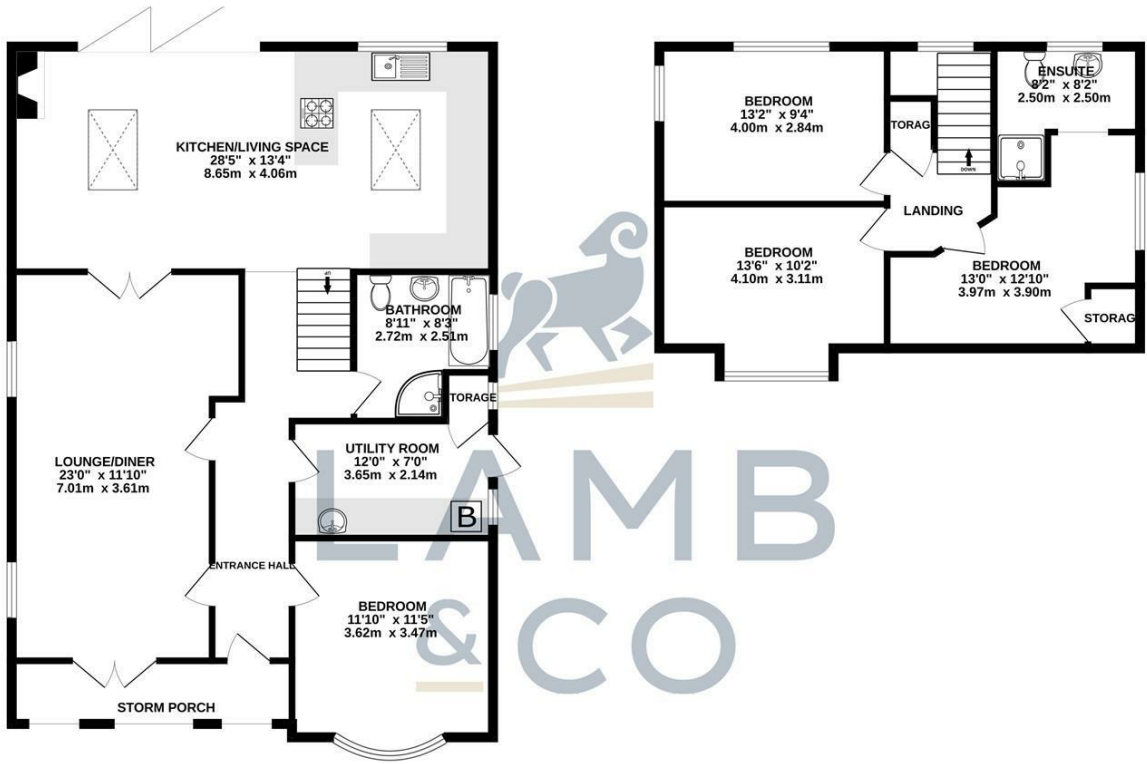 KITCHEN/LIVING SPACE
28'5" x 13'4"
8.65m x 4.06m
UP
BATHROOM
8'11" x 8'3"
2.72m x 2.51m
TORAGE
UTILITY ROOM
12'0" x 7'0"
3.65m x 2.14m
B
LOUNGE/DINER
23'0" x 11'10"
7.01m x 3.61m
ENTRANCE HALL
BEDROOM
11'10" x 11'5"
3.62m x 3.47m
STORM PORCH
BEDROOM
13'2" x 9'4"
4.00m x 2.84m
TORAG
DOWN
ENSUITE
8'2" x 8'2"
2.50m x 2.50m
LANDING
BEDROOM
13'6" x 10'2"
4.10m x 3.11m
BEDROOM
13'0" x 12'10"
3.97m x 3.90m
STORAG
LAMB
&CO